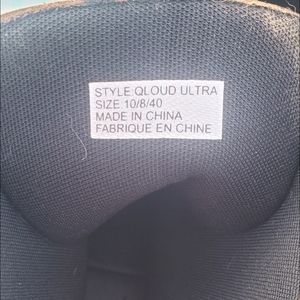 STYLE QLOUD ULTRA
SIZE 10/8/40
MADE IN CHINA
FABRIQUE EN CHINE